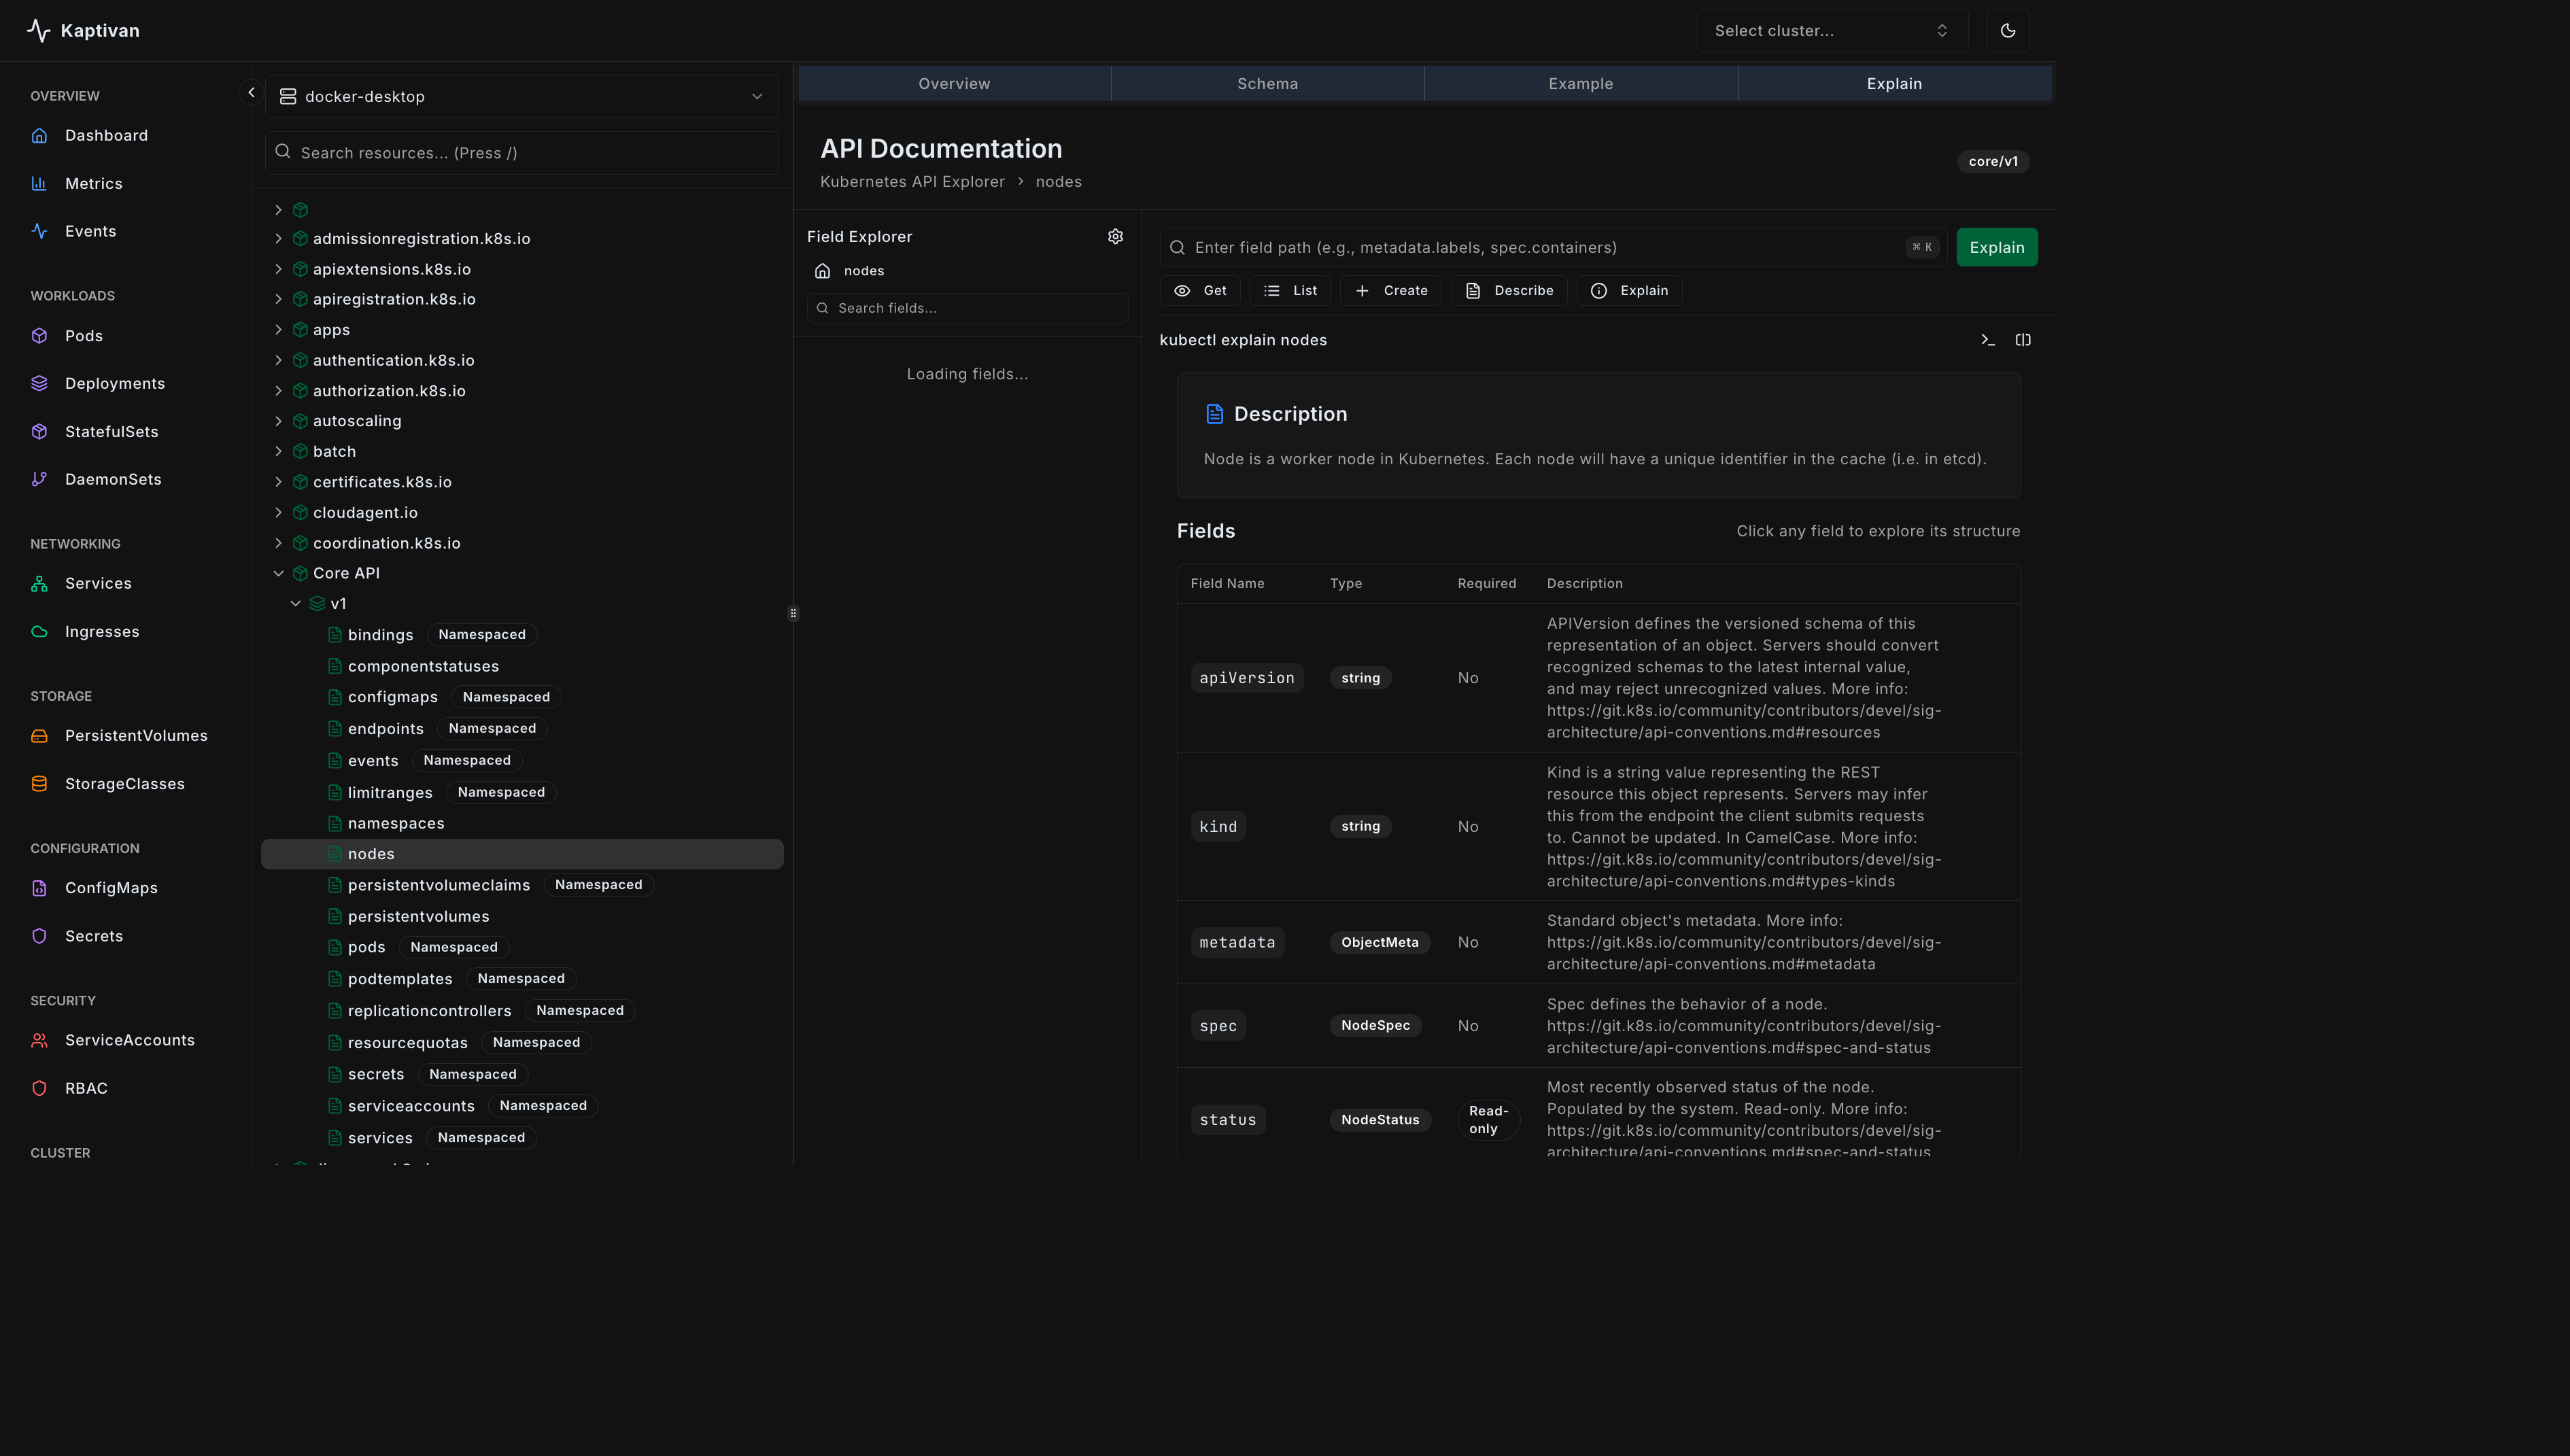 Kaptivan
Select cluster...
OVERVIEW
Dashboard
Metrics
Events
WORKLOADS
Pods
Deployments
StatefulSets
DaemonSets
NETWORKING
Services
Ingresses
STORAGE
PersistentVolumes
StorageClasses
CONFIGURATION
ConfigMaps
Secrets
SECURITY
ServiceAccounts
RBAC
CLUSTER
docker-desktop
Search resources... (Press /)
admissionregistration.k8s.io
apiextensions.k8s.io
apiregistration.k8s.io
apps
authentication.k8s.io
authorization.k8s.io
autoscaling
batch
certificates.k8s.io
cloudagent.io
coordination.k8s.io
Core API
v1
bindings Namespaced
componentstatuses
configmaps Namespaced
endpoints Namespaced
events Namespaced
limitranges Namespaced
namespaces
nodes
persistentvolumeclaims Namespaced
persistentvolumes
pods Namespaced
podtemplates Namespaced
replicationcontrollers Namespaced
resourcequotas Namespaced
secrets Namespaced
serviceaccounts Namespaced
services Namespaced
Overview Schema Example Explain
API Documentation
Kubernetes API Explorer > nodes
core/v1
Field Explorer
nodes
Search fields...
Loading fields...
Enter field path (e.g., metadata.labels, spec.containers) ⌘ K Explain
Get List Create Describe Explain
kubectl explain nodes
Description
Node is a worker node in Kubernetes. Each node will have a unique identifier in the cache (i.e. in etcd).
Fields Click any field to explore its structure
Field Name Type Required Description
apiVersion string No
APIVersion defines the versioned schema of this
representation of an object. Servers should convert
recognized schemas to the latest internal value,
and may reject unrecognized values. More info:
https://git.k8s.io/community/contributors/devel/sig-
architecture/api-conventions.md#resources
kind string No
Kind is a string value representing the REST
resource this object represents. Servers may infer
this from the endpoint the client submits requests
to. Cannot be updated. In CamelCase. More info:
https://git.k8s.io/community/contributors/devel/sig-
architecture/api-conventions.md#types-kinds
metadata ObjectMeta No
Standard object's metadata. More info:
https://git.k8s.io/community/contributors/devel/sig-
architecture/api-conventions.md#metadata
spec NodeSpec No
Spec defines the behavior of a node.
https://git.k8s.io/community/contributors/devel/sig-
architecture/api-conventions.md#spec-and-status
status NodeStatus Read-
only
Most recently observed status of the node.
Populated by the system. Read-only. More info:
https://git.k8s.io/community/contributors/devel/sig-
architecture/api-conventions.md#spec-and-status